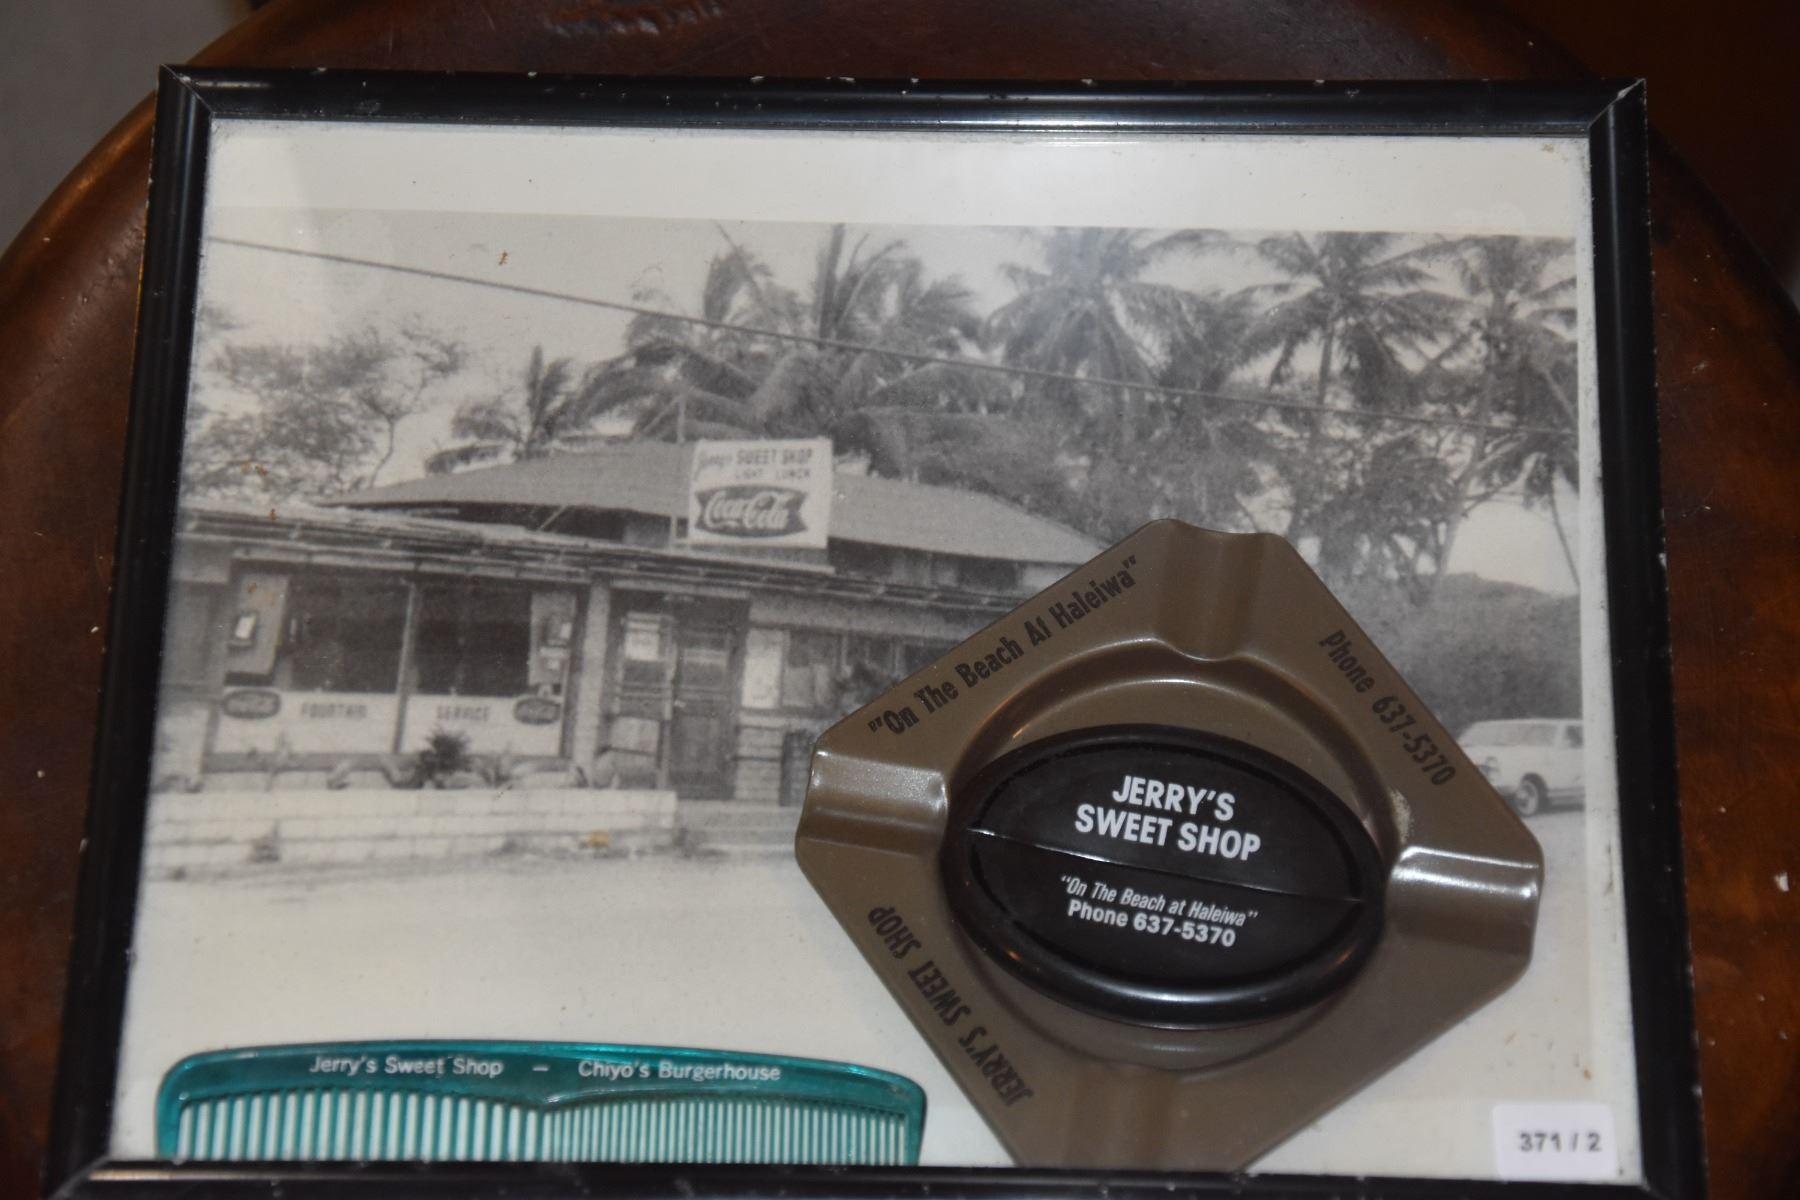 Jerry's SWEET SHOP
LIGHT LUNCH
Coca-Cola
FOUNTAIN SERVICE
"On The Beach At Haleiwa"
Phone 637-5370
JERRY'S
SWEET SHOP
"On The Beach at Haleiwa"
Phone 637-5370
JERRY'S SWEET SHOP
Jerry's Sweet Shop – Chiyo's Burgerhouse
371 / 2